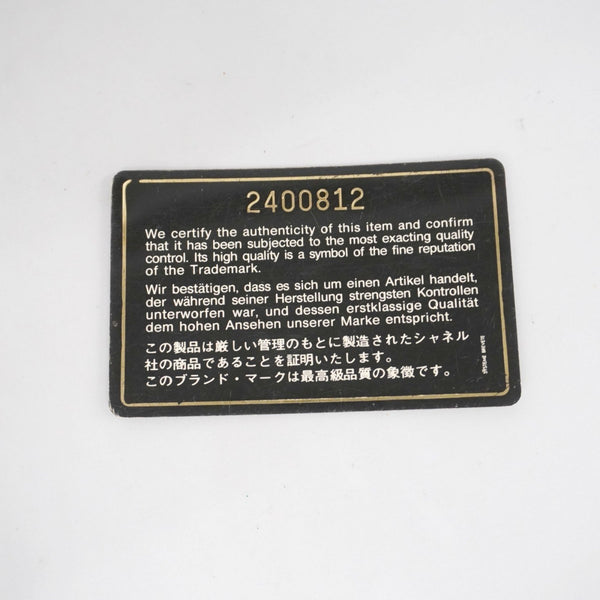 2400812
We certify the authenticity of this item and confirm
that it has been subjected to the most exacting quality
control. Its high quality is a symbol of the fine reputation
of the Trademark.
Wir bestätigen, dass es sich um einen Artikel handelt,
der während seiner Herstellung strengsten Kontrollen
unterworfen war, und dessen erstklassige Qualität
dem hohen Ansehen unserer Marke entspricht.
この製品は厳しい管理のもとに製造されたシャネル
社の商品であることを証明いたします。
このブランド・マークは最高級品質の象徴です。